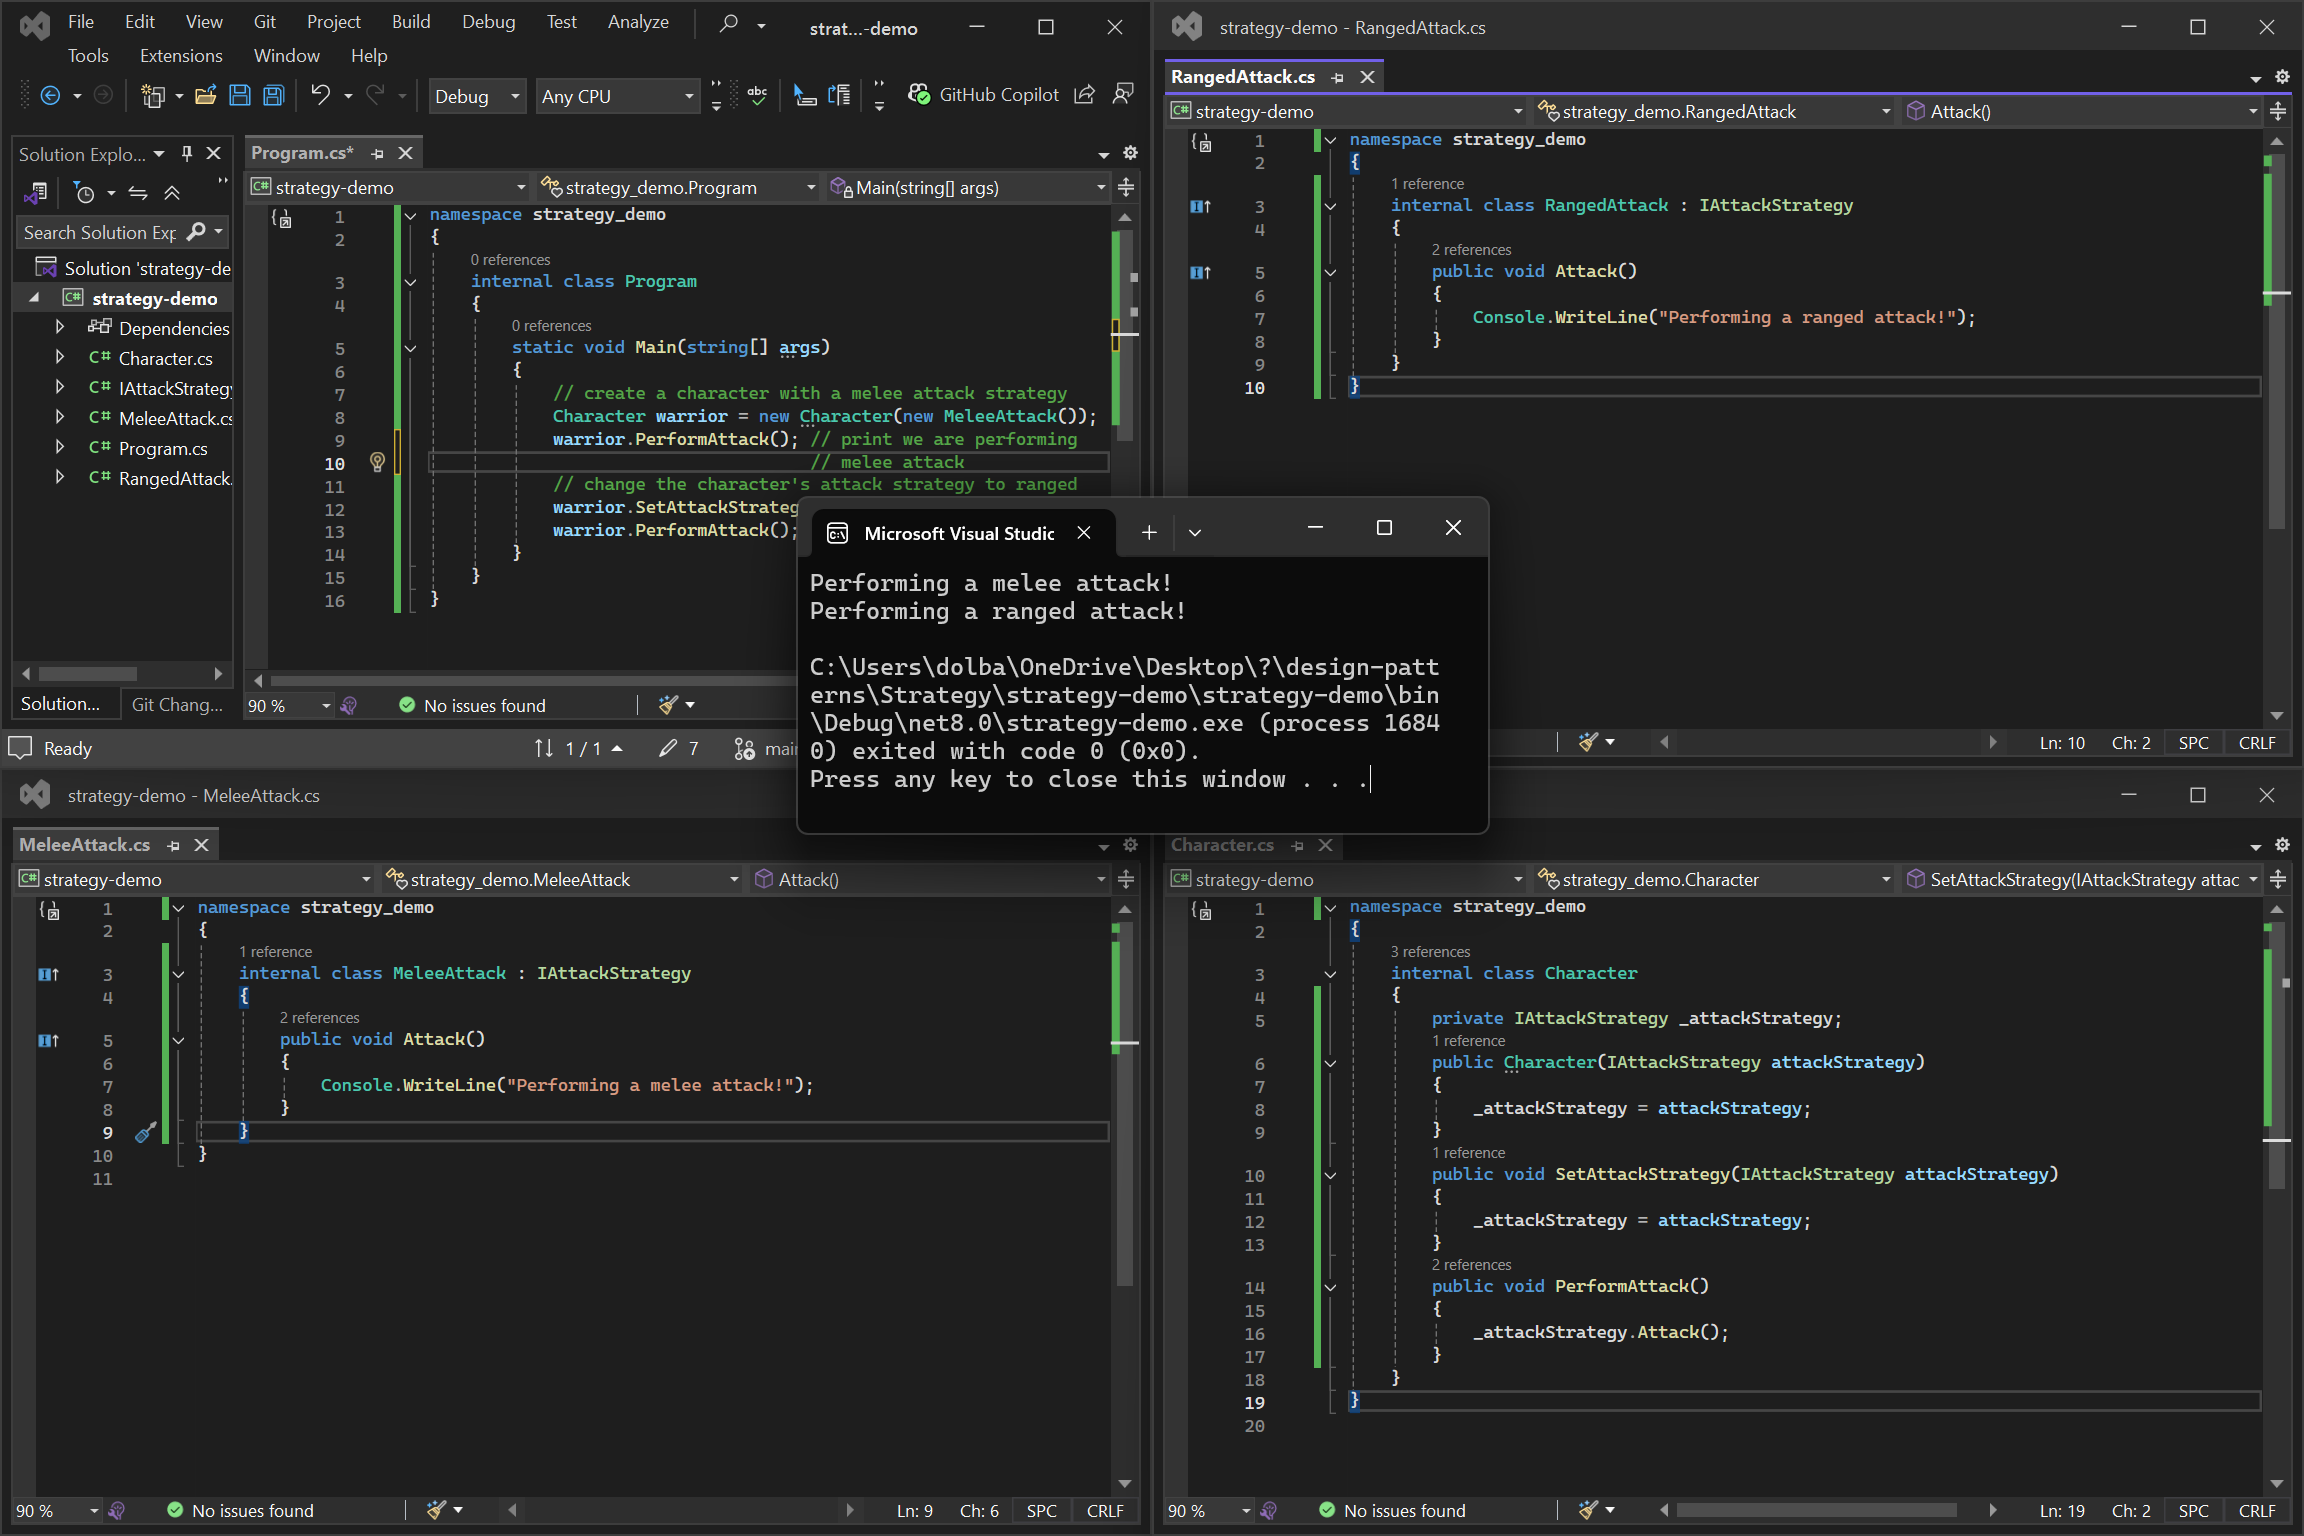 File Edit View Git Project Build Debug Test Analyze strat...-demo
Tools Extensions Window Help
Debug Any CPU abc GitHub Copilot
Solution Explo...
Search Solution Exp
Solution 'strategy-de
strategy-demo
Dependencies
C# Character.cs
C# IAttackStrategy
C# MeleeAttack.cs
C# Program.cs
C# RangedAttack.
Solution... Git Chang...
Program.cs*
C# strategy-demo strategy_demo.Program Main(string[] args)
1 namespace strategy_demo
2 {
0 references
3 internal class Program
4 {
0 references
5 static void Main(string[] args)
6 {
7 // create a character with a melee attack strategy
8 Character warrior = new Character(new MeleeAttack());
9 warrior.PerformAttack(); // print we are performing
10 // melee attack
11 // change the character's attack strategy to ranged
12 warrior.SetAttackStrateg
13 warrior.PerformAttack();
14 }
15 }
16 }
90 % No issues found
Ready 1 / 1 7 main
strategy-demo - RangedAttack.cs
RangedAttack.cs
C# strategy-demo strategy_demo.RangedAttack Attack()
1 namespace strategy_demo
2 {
1 reference
3 internal class RangedAttack : IAttackStrategy
4 {
2 references
5 public void Attack()
6 {
7 Console.WriteLine("Performing a ranged attack!");
8 }
9 }
10 }
Ln: 10 Ch: 2 SPC CRLF
Microsoft Visual Studio
Performing a melee attack!
Performing a ranged attack!
C:\Users\dolba\OneDrive\Desktop\?\design-patt
erns\Strategy\strategy-demo\strategy-demo\bin
\Debug\net8.0\strategy-demo.exe (process 1684
0) exited with code 0 (0x0).
Press any key to close this window . . .
strategy-demo - MeleeAttack.cs
MeleeAttack.cs
C# strategy-demo strategy_demo.MeleeAttack Attack()
1 namespace strategy_demo
2 {
1 reference
3 internal class MeleeAttack : IAttackStrategy
4 {
2 references
5 public void Attack()
6 {
7 Console.WriteLine("Performing a melee attack!");
8 }
9 }
10 }
11
90 % No issues found Ln: 9 Ch: 6 SPC CRLF
Character.cs
C# strategy-demo strategy_demo.Character SetAttackStrategy(IAttackStrategy attac
1 namespace strategy_demo
2 {
3 references
3 internal class Character
4 {
5 private IAttackStrategy _attackStrategy;
1 reference
6 public Character(IAttackStrategy attackStrategy)
7 {
8 _attackStrategy = attackStrategy;
9 }
1 reference
10 public void SetAttackStrategy(IAttackStrategy attackStrategy)
11 {
12 _attackStrategy = attackStrategy;
13 }
2 references
14 public void PerformAttack()
15 {
16 _attackStrategy.Attack();
17 }
18 }
19 }
20
90 % No issues found Ln: 19 Ch: 2 SPC CRLF